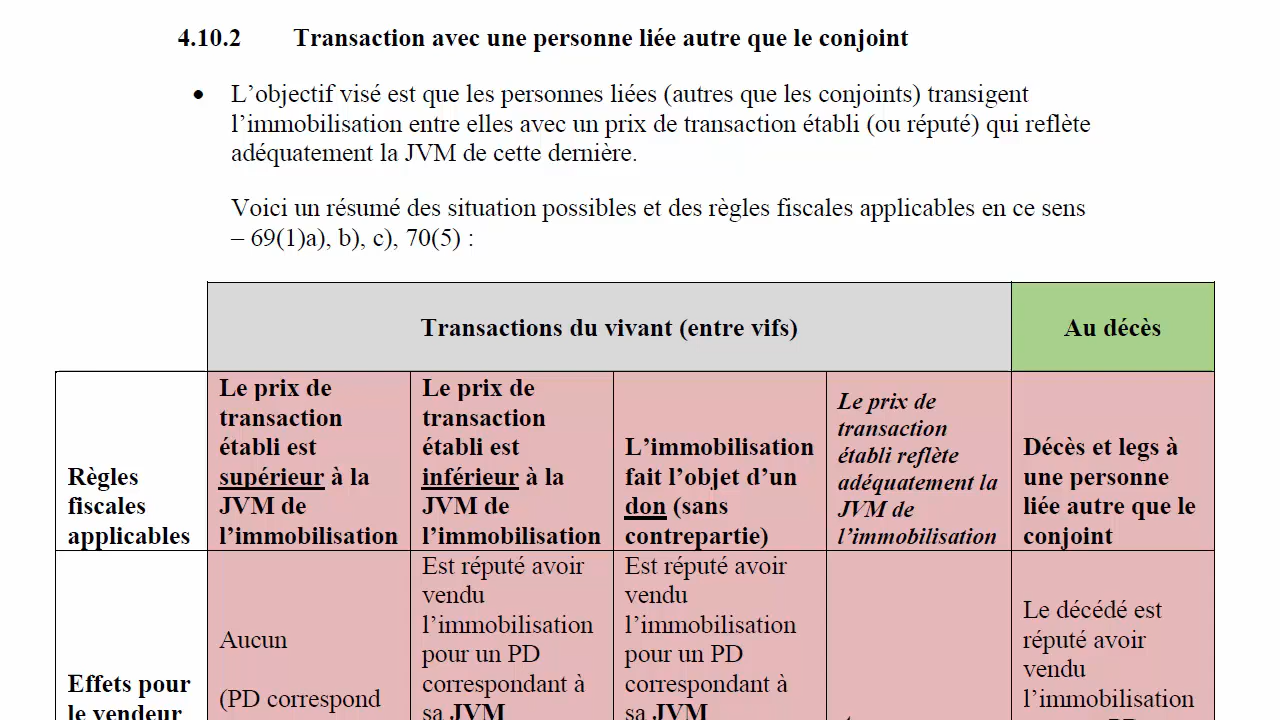 4.10.2 Transaction avec une personne liée autre que le conjoint
• L’objectif visé est que les personnes liées (autres que les conjoints) transigent
l’immobilisation entre elles avec un prix de transaction établi (ou réputé) qui reflète
adéquatement la JVM de cette dernière.
Voici un résumé des situation possibles et des règles fiscales applicables en ce sens
– 69(1)a), b), c), 70(5) :
Transactions du vivant (entre vifs)
Au décès
Règles
fiscales
applicables
Le prix de
transaction
établi est
supérieur à la
JVM de
l’immobilisation
Le prix de
transaction
établi est
inférieur à la
JVM de
l’immobilisation
L’immobilisation
fait l’objet d’un
don (sans
contrepartie)
Le prix de
transaction
établi reflète
adéquatement la
JVM de
l’immobilisation
Décès et legs à
une personne
liée autre que le
conjoint
Effets pour
le vendeur
Aucun
(PD correspond
Est réputé avoir
vendu
l’immobilisation
pour un PD
correspondant à
sa JVM
Est réputé avoir
vendu
l’immobilisation
pour un PD
correspondant à
sa JVM
Le décédé est
réputé avoir
vendu
l’immobilisation